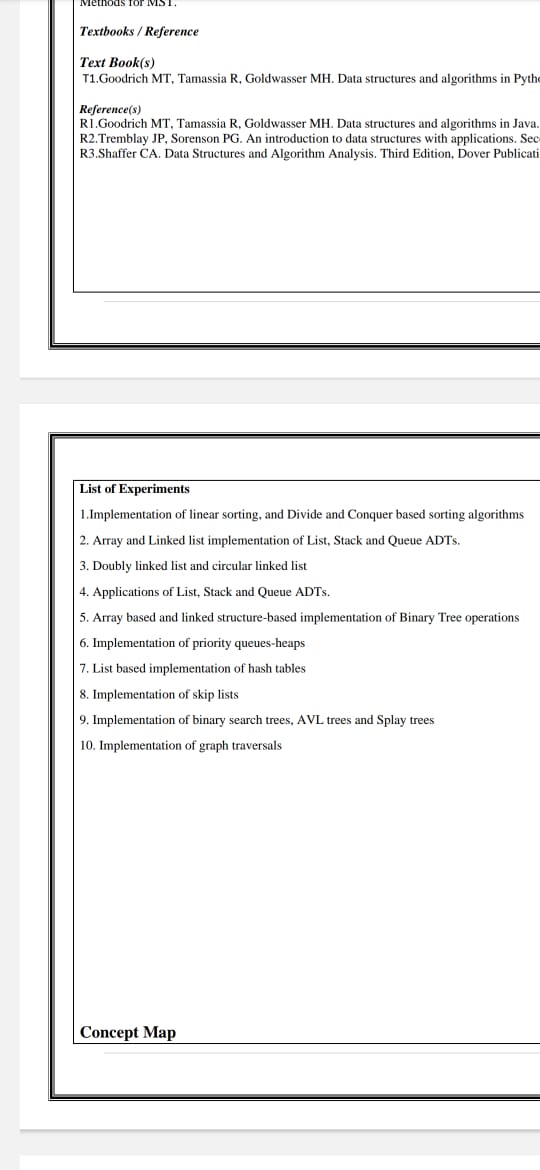 Methods for MST.
Textbooks / Reference
Text Book(s)
T1.Goodrich MT, Tamassia R, Goldwasser MH. Data structures and algorithms in Pytho
Reference(s)
R1.Goodrich MT, Tamassia R, Goldwasser MH. Data structures and algorithms in Java.
R2.Tremblay JP, Sorenson PG. An introduction to data structures with applications. Sec
R3.Shaffer CA. Data Structures and Algorithm Analysis. Third Edition, Dover Publicati
List of Experiments
1.Implementation of linear sorting, and Divide and Conquer based sorting algorithms
2. Array and Linked list implementation of List, Stack and Queue ADTs.
3. Doubly linked list and circular linked list
4. Applications of List, Stack and Queue ADTs.
5. Array based and linked structure-based implementation of Binary Tree operations
6. Implementation of priority queues-heaps
7. List based implementation of hash tables
8. Implementation of skip lists
9. Implementation of binary search trees, AVL trees and Splay trees
10. Implementation of graph traversals
Concept Map